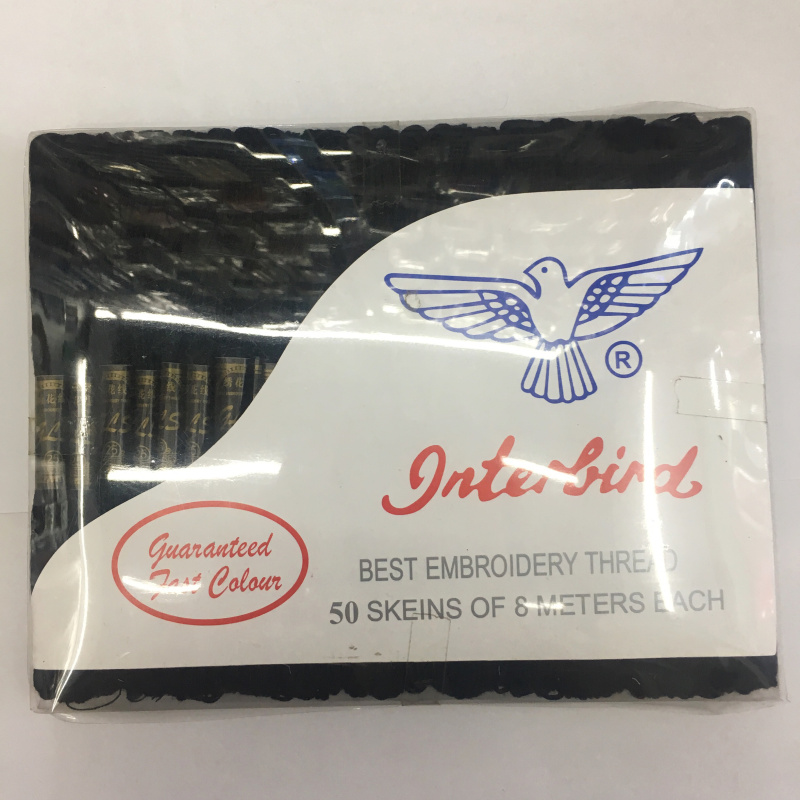 ®
Interbird
BEST EMBROIDERY THREAD
50 SKEINS OF 8 METERS EACH
Guaranteed
Fast Colour